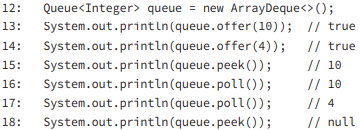 12: Queue<Integer> queue = new ArrayDeque<>();
13: System.out.println(queue.offer(10)); // true
14: System.out.println(queue.offer(4)); // true
15: System.out.println(queue.peek()); // 10
16: System.out.println(queue.poll()); // 10
17: System.out.println(queue.poll()); // 4
18: System.out.println(queue.peek()); // null